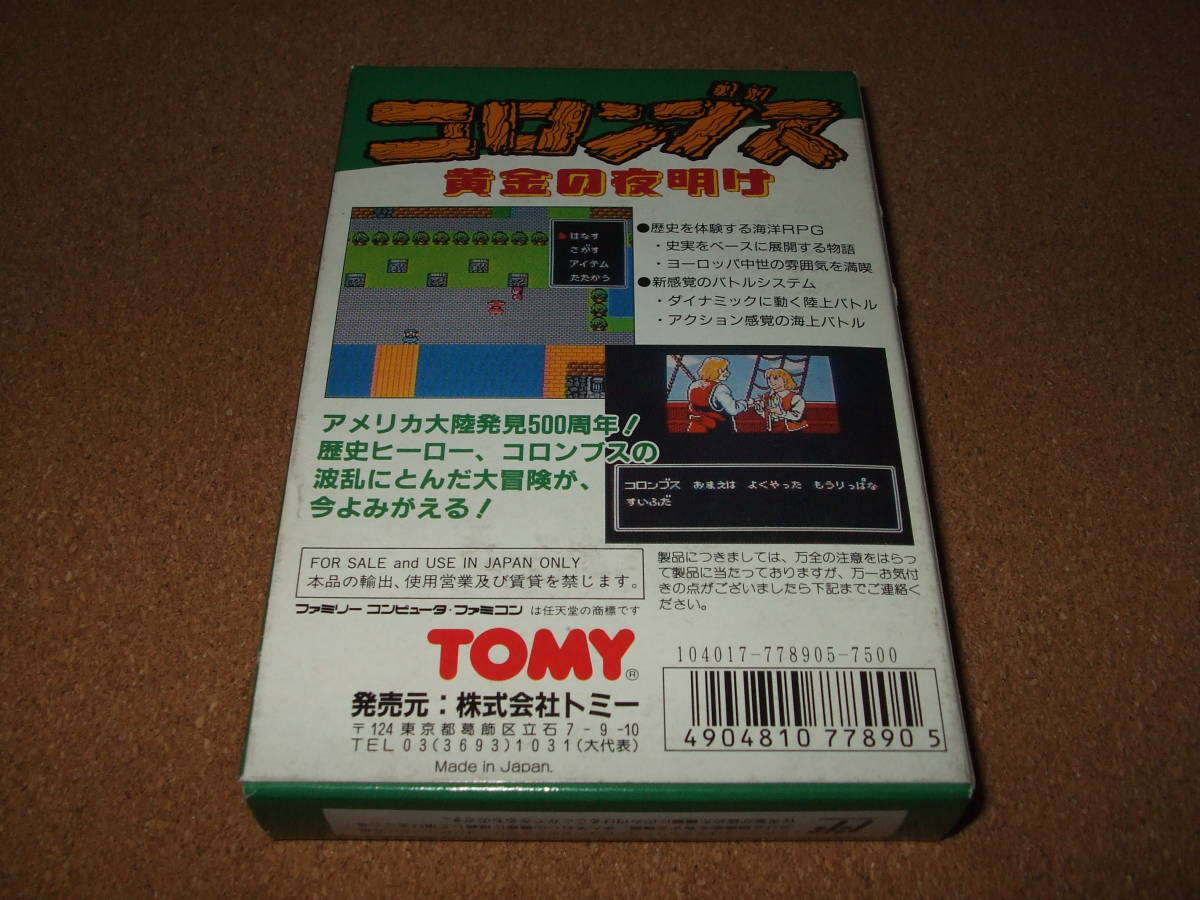 コロンブス
黄金の夜明け
はなす
さがす
アイテム
たたかう
●歴史を体験する海洋RPG
・史実をベースに展開する物語
・ヨーロッパ中世の雰囲気を満喫
●新感覚のバトルシステム
・ダイナミックに動く陸上バトル
・アクション感覚の海上バトル
アメリカ大陸発見500周年!
歴史ヒーロー、コロンブスの
波乱にとんだ大冒険が、
今よみがえる!
コロンブス おまえは よくやった もうりっぱな
すいふだ
FOR SALE and USE IN JAPAN ONLY
本品の輸出、使用営業及び賃貸を禁じます。
ファミリー コンピュータ・ファミコン は任天堂の商標です
製品につきましては、万全の注意をはらっ
て製品に当たっておりますが、万一お気付
きの点がございましたら下記までご連絡く
ださい。
TOMY®
発売元:株式会社トミー
〒124 東京都葛飾区立石7-9-10
TEL 03(3693)1031(大代表)
Made in Japan.
104017-778905-7500
4904810 77890 5